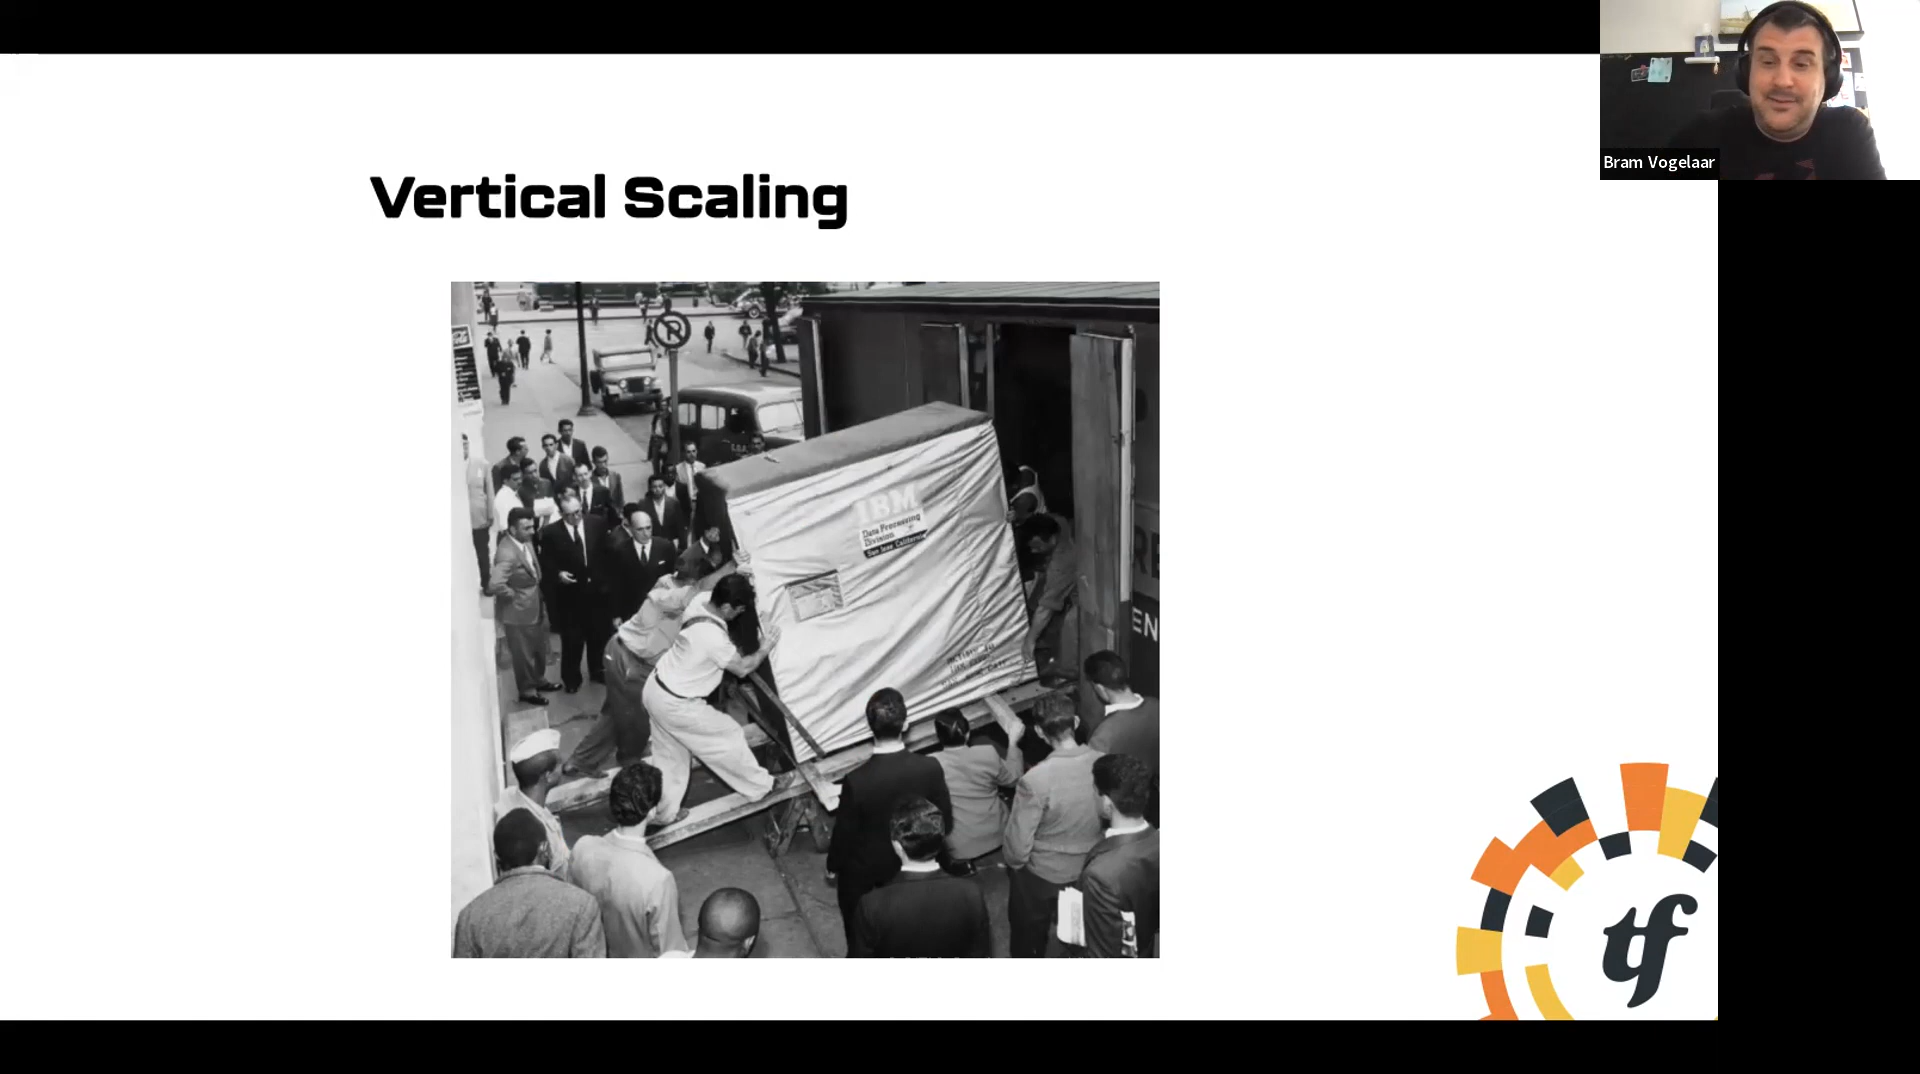 Bram Vogelaar
Vertical Scaling
IBM
Data Processing
Division
San Jose California
EN
tf